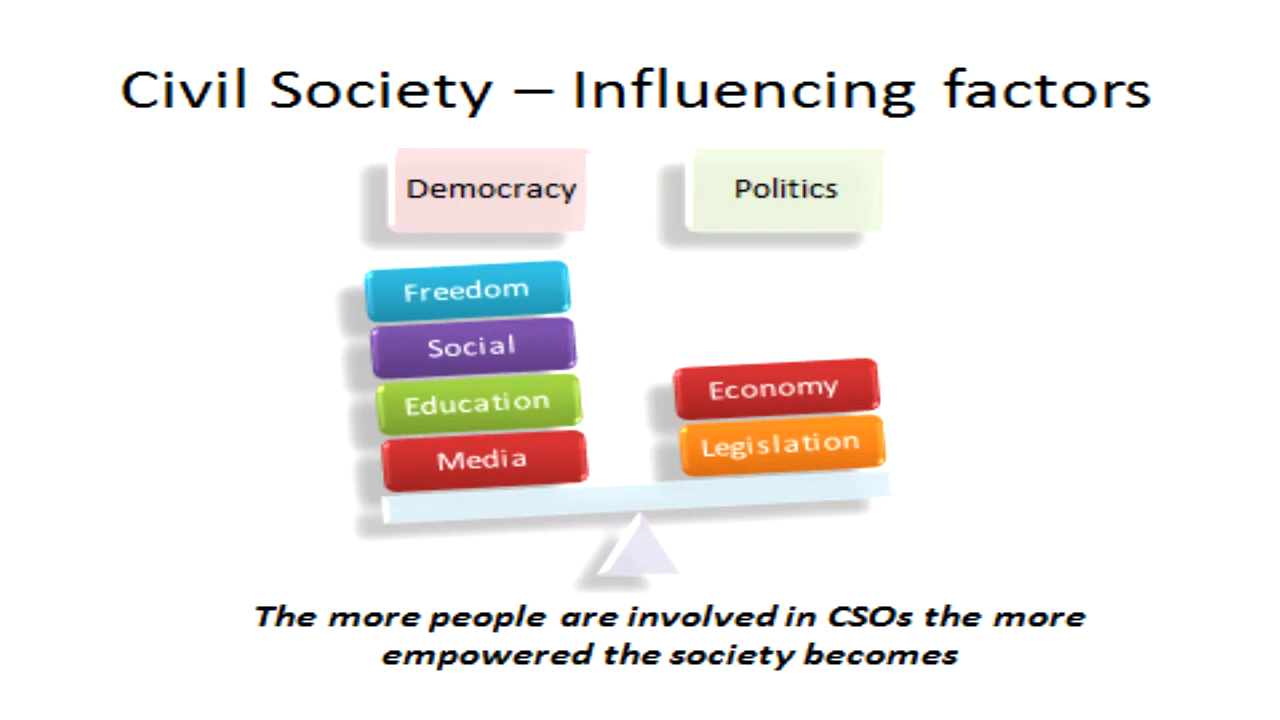 Civil Society – Influencing factors
Democracy
Politics
Freedom
Social
Education
Media
Economy
Legislation
The more people are involved in CSOs the more
empowered the society becomes